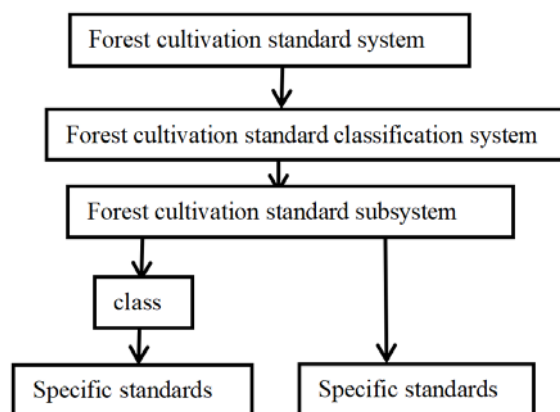 Forest cultivation standard system
Forest cultivation standard classification system
Forest cultivation standard subsystem
class
Specific standards
Specific standards